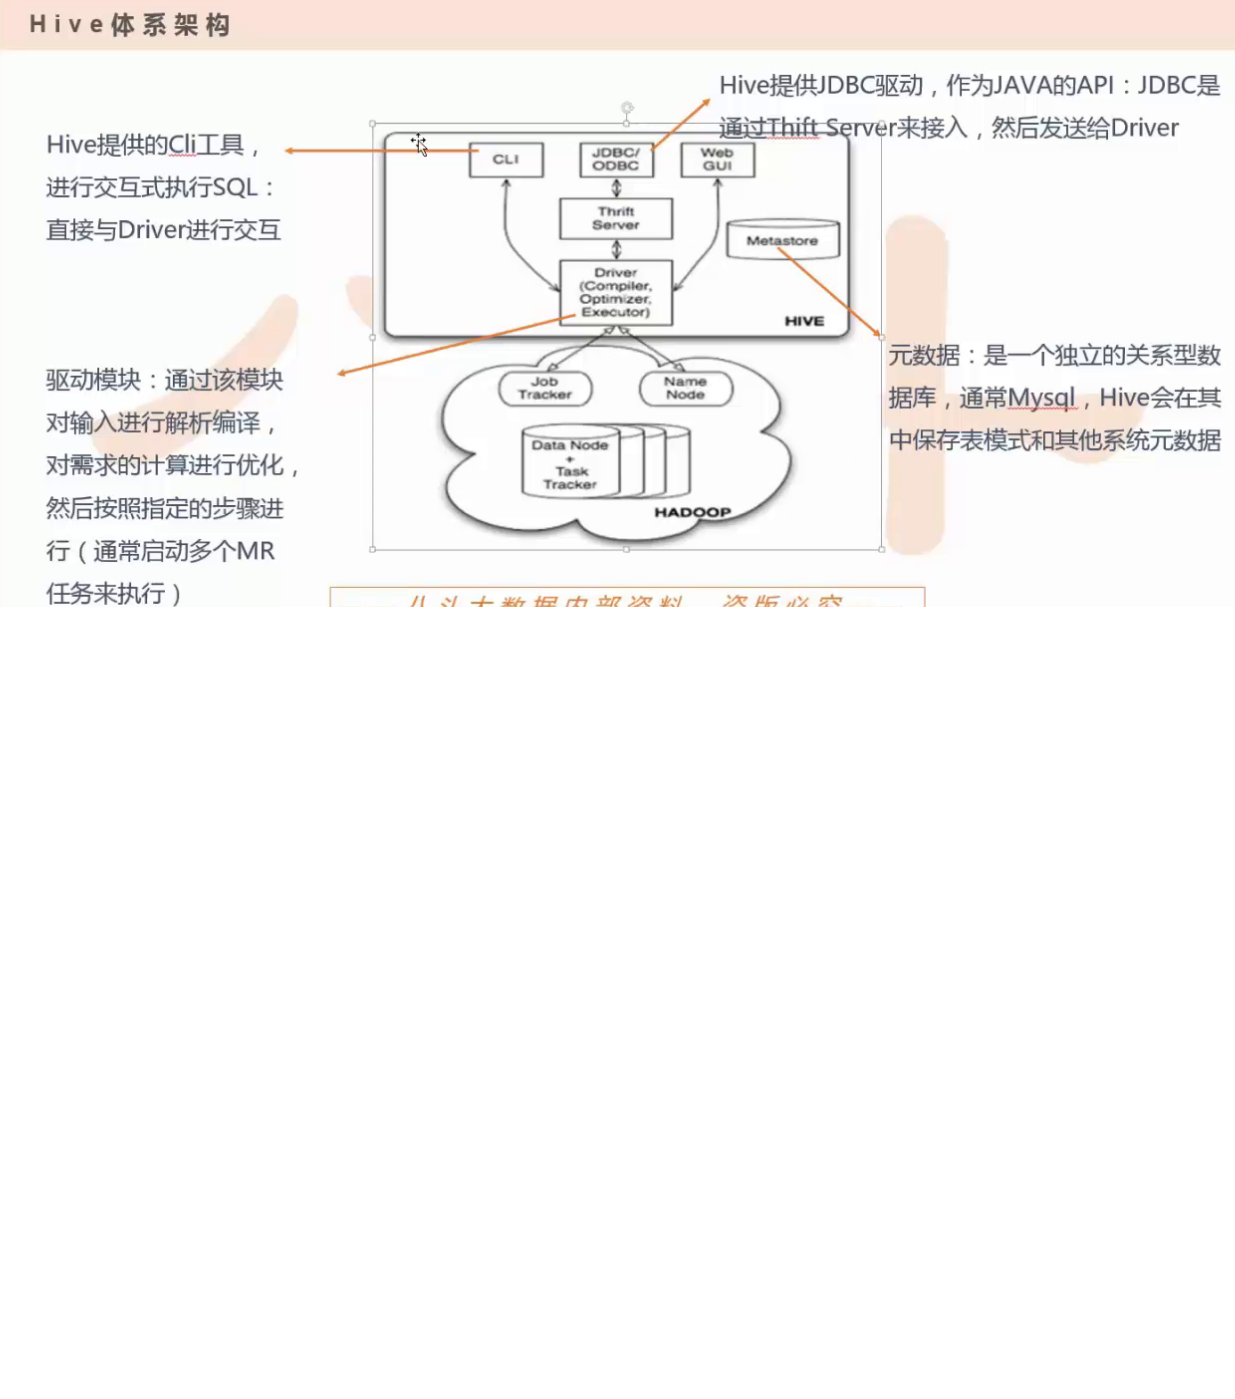 Hive体系架构
Hive提供JDBC驱动，作为JAVA的API：JDBC是
通过Thift Server来接入，然后发送给Driver
Hive提供的Cli工具，
进行交互式执行SQL：
直接与Driver进行交互
CLI
JDBC/
ODBC
Web
GUI
Thrift
Server
Metastore
Driver
(Compiler,
Optimizer,
Executor)
HIVE
元数据：是一个独立的关系型数
据库，通常Mysql，Hive会在其
中保存表模式和其他系统元数据
驱动模块：通过该模块
对输入进行解析编译，
对需求的计算进行优化，
然后按照指定的步骤进
行（通常启动多个MR
任务来执行）
Job
Tracker
Name
Node
Data Node
+
Task
Tracker
HADOOP
大数据内部资料 盗版必究